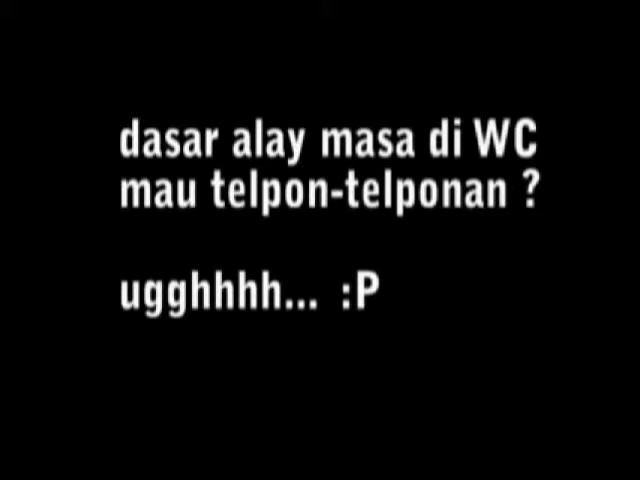 dasar alay masa di WC
mau telpon-telponan ?
ugghhhh... :P